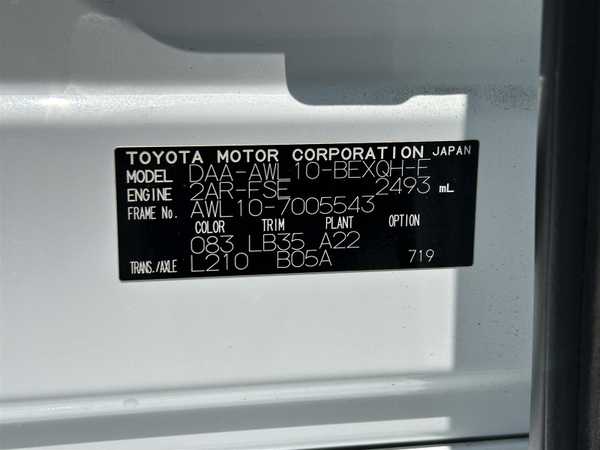 TOYOTA MOTOR CORPORATION JAPAN
MODEL DAA-AWL10-BEXQH-F
ENGINE 2AR-FSE 2493 mL
FRAME No. AWL10-7005543
COLOR TRIM PLANT OPTION
083 LB35 A22
TRANS./AXLE L210 B05A 719